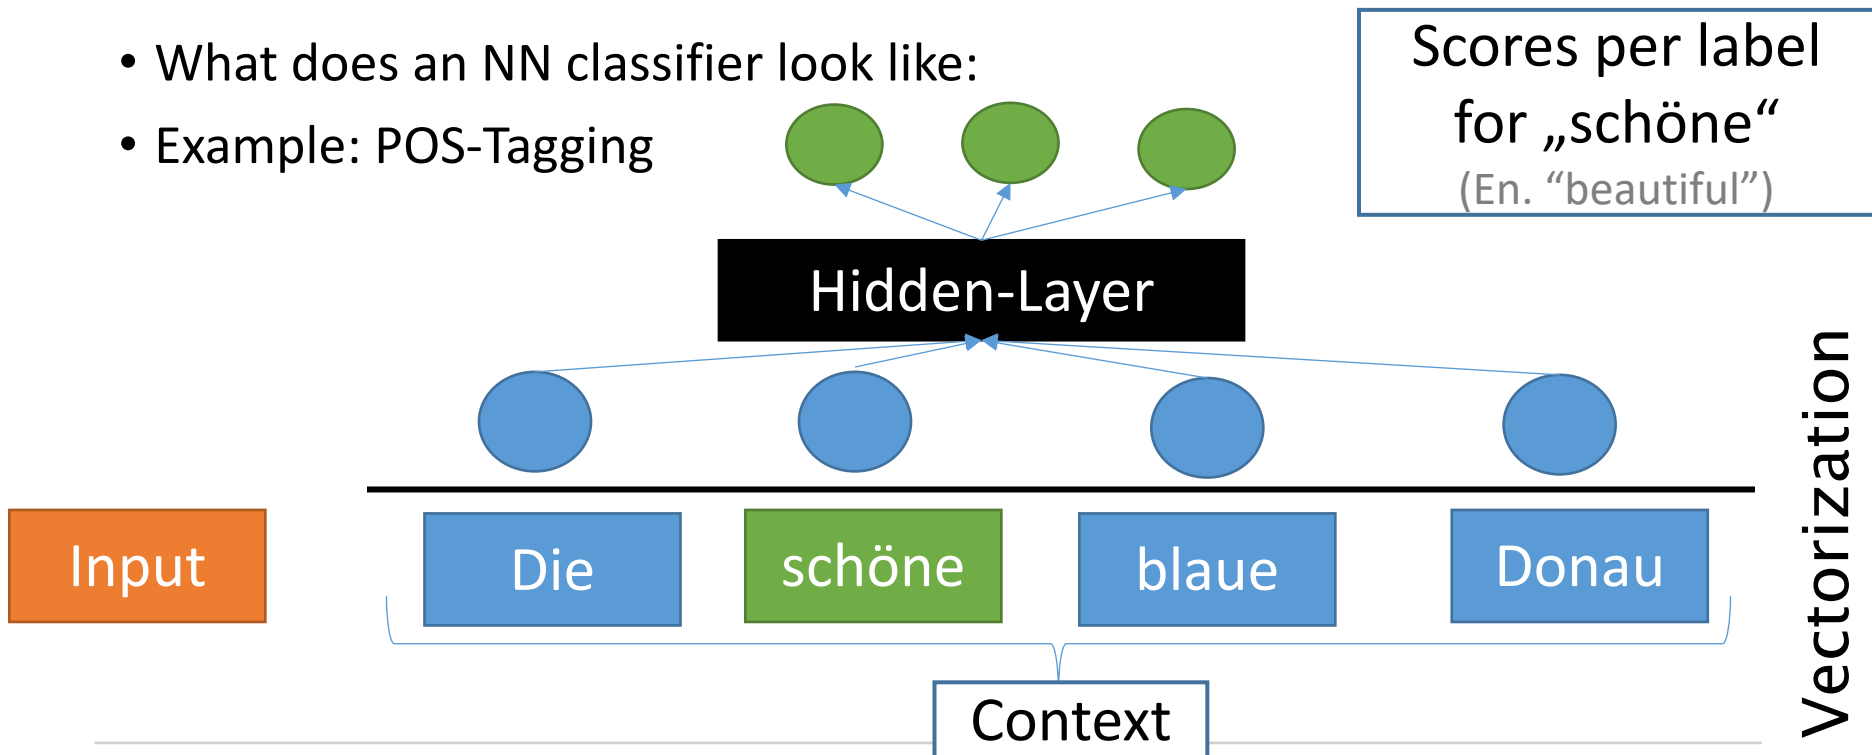 • What does an NN classifier look like:
• Example: POS-Tagging
Scores per label
for „schöne“
(En. “beautiful”)
Hidden-Layer
Vectorization
Input
Die
schöne
blaue
Donau
Context